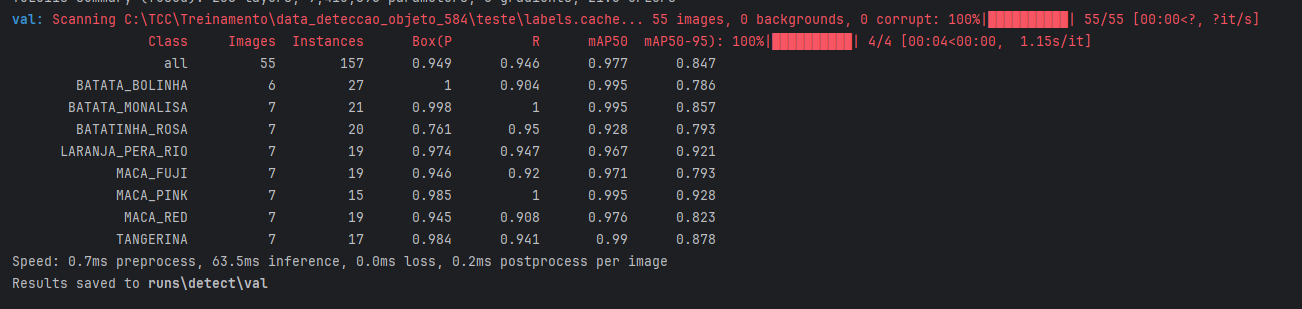 val: Scanning C:\TCC\Treinamento\data_deteccao_objeto_584\teste\labels.cache... 55 images, 0 backgrounds, 0 corrupt: 100%|██████████| 55/55 [00:00<?, ?it/s]
Class Images Instances Box(P R mAP50 mAP50-95): 100%|██████████| 4/4 [00:04<00:00, 1.15s/it]
all 55 157 0.949 0.946 0.977 0.847
BATATA_BOLINHA 6 27 1 0.904 0.995 0.786
BATATA_MONALISA 7 21 0.998 1 0.995 0.857
BATATINHA_ROSA 7 20 0.761 0.95 0.928 0.793
LARANJA_PERA_RIO 7 19 0.974 0.947 0.967 0.921
MACA_FUJI 7 19 0.946 0.92 0.971 0.793
MACA_PINK 7 15 0.985 1 0.995 0.928
MACA_RED 7 19 0.945 0.908 0.976 0.823
TANGERINA 7 17 0.984 0.941 0.99 0.878
Speed: 0.7ms preprocess, 63.5ms inference, 0.0ms loss, 0.2ms postprocess per image
Results saved to runs\detect\val